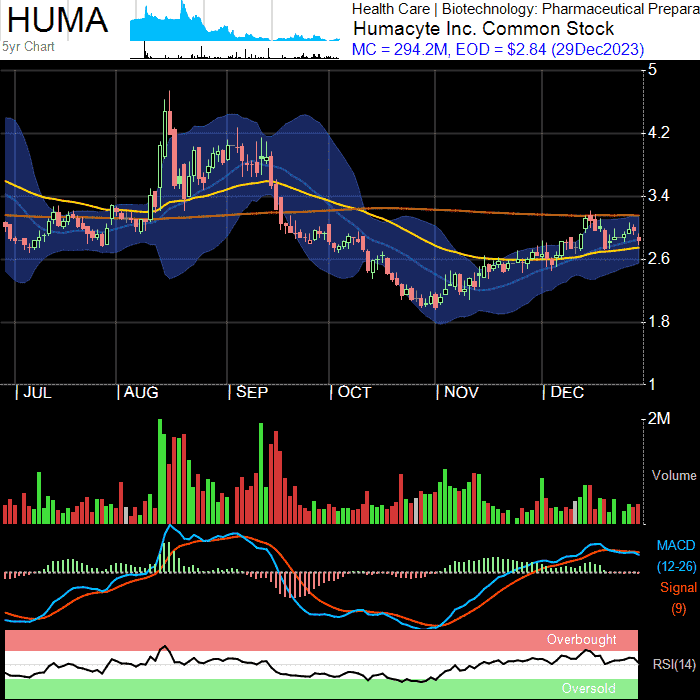 HUMA
5yr Chart
Health Care | Biotechnology: Pharmaceutical Prepara
Humacyte Inc. Common Stock
MC = 294.2M, EOD = $2.84 (29Dec2023)
5
4.2
3.4
2.6
1.8
1
| JUL | AUG | SEP | OCT | NOV | DEC
2M
Volume
MACD
(12-26)
Signal
(9)
Overbought
RSI(14)
Oversold